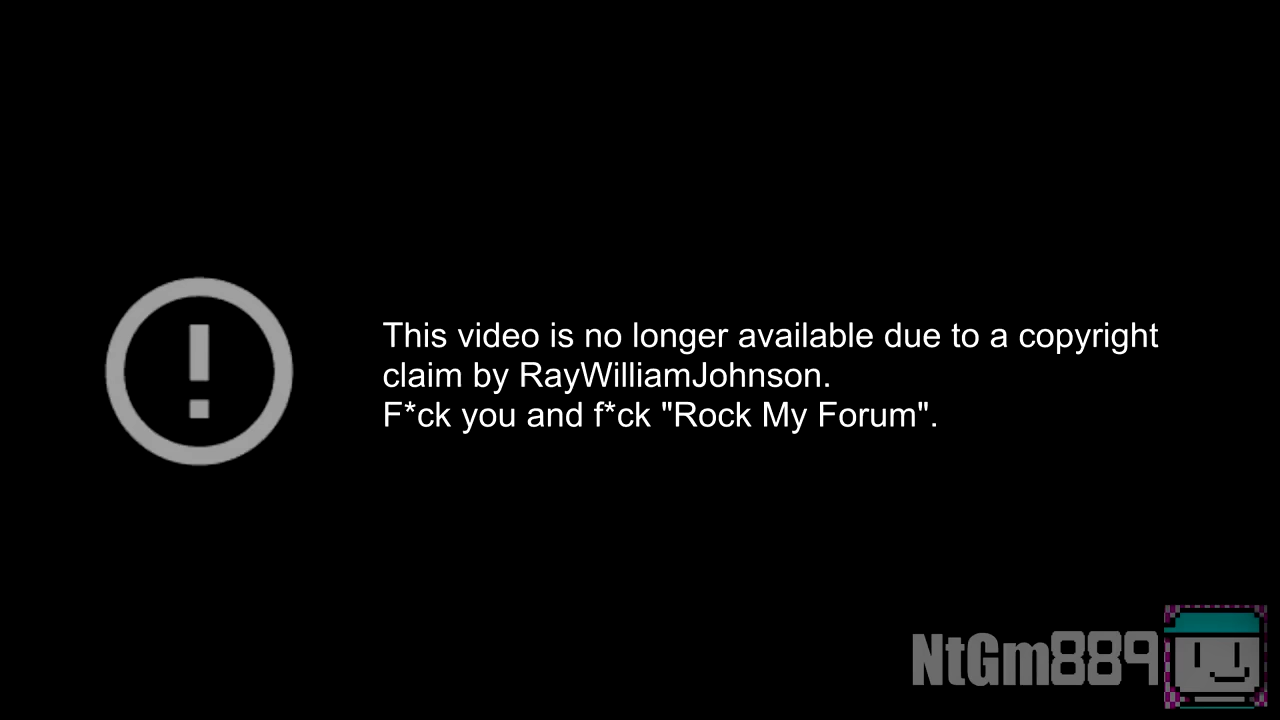 This video is no longer available due to a copyright
claim by RayWilliamJohnson.
F*ck you and f*ck "Rock My Forum".
NtGm889